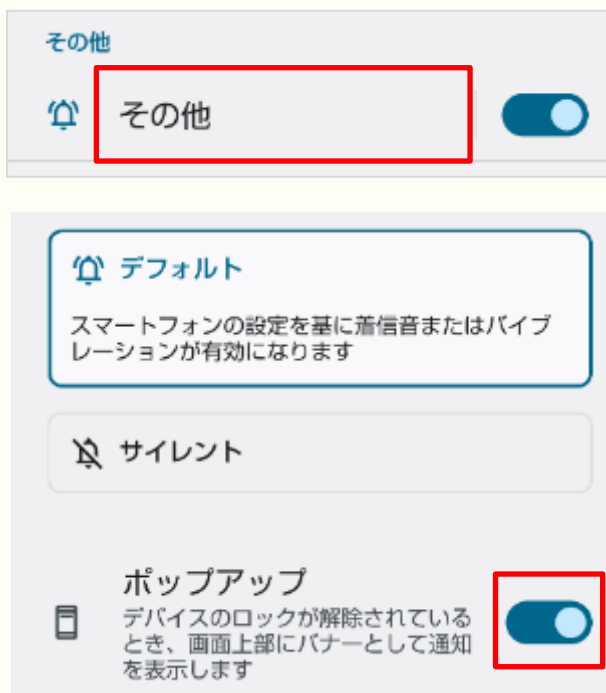 その他
その他
デフォルト
スマートフォンの設定を基に着信音またはバイブ
レーションが有効になります
サイレント
ポップアップ
デバイスのロックが解除されている
とき、画面上部にバナーとして通知
を表示します